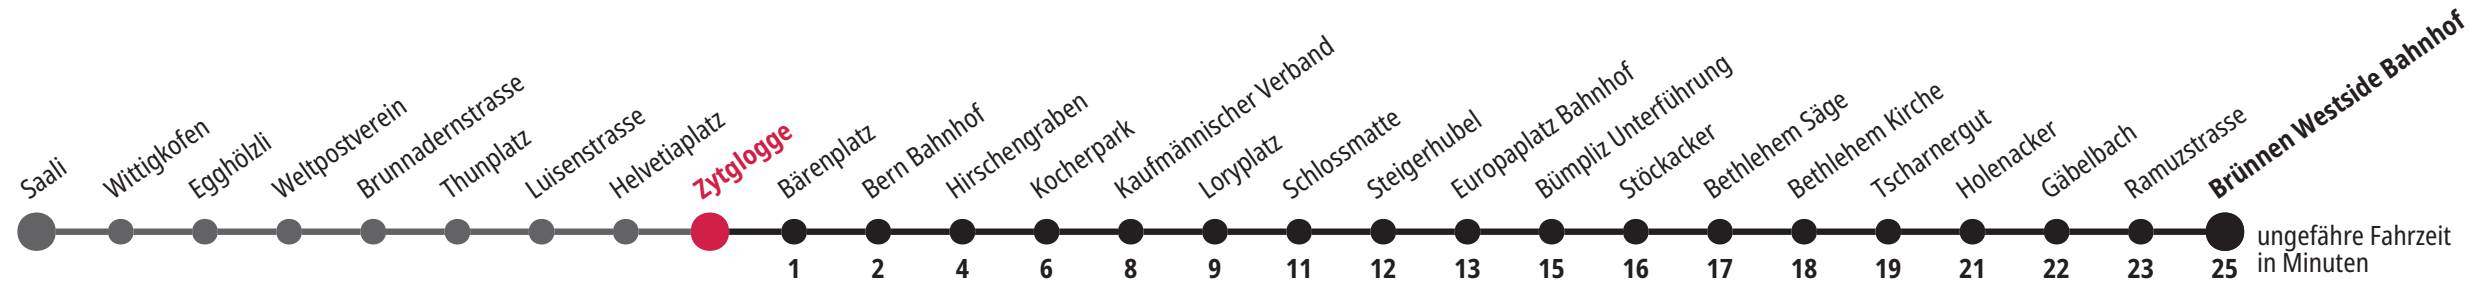 Saali
Wittigkofen
Egghölzli
Weltpostverein
Brunnadernstrasse
Thunplatz
Luisenstrasse
Helvetiaplatz
Zytglogge
Bärenplatz
Bern Bahnhof
Hirschengraben
Kocherpark
Kaufmännischer Verband
Loryplatz
Schlossmatte
Steigerhubel
Europaplatz Bahnhof
Bümpliz Unterführung
Stöckacker
Bethlehem Säge
Bethlehem Kirche
Tscharnergut
Holenacker
Gäbelbach
Ramuzstrasse
Brünnen Westside Bahnhof
1 2 4 6 8 9 11 12 13 15 16 17 18 19 21 22 23 25
ungefähre Fahrzeit
in Minuten